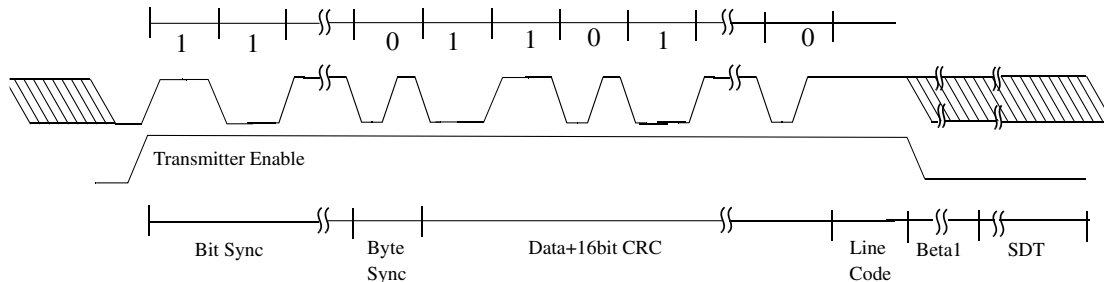 1 1 0 1 1 0 1 0
Transmitter Enable
Bit Sync Byte Sync Data+16bit CRC Line Code Beta1 SDT